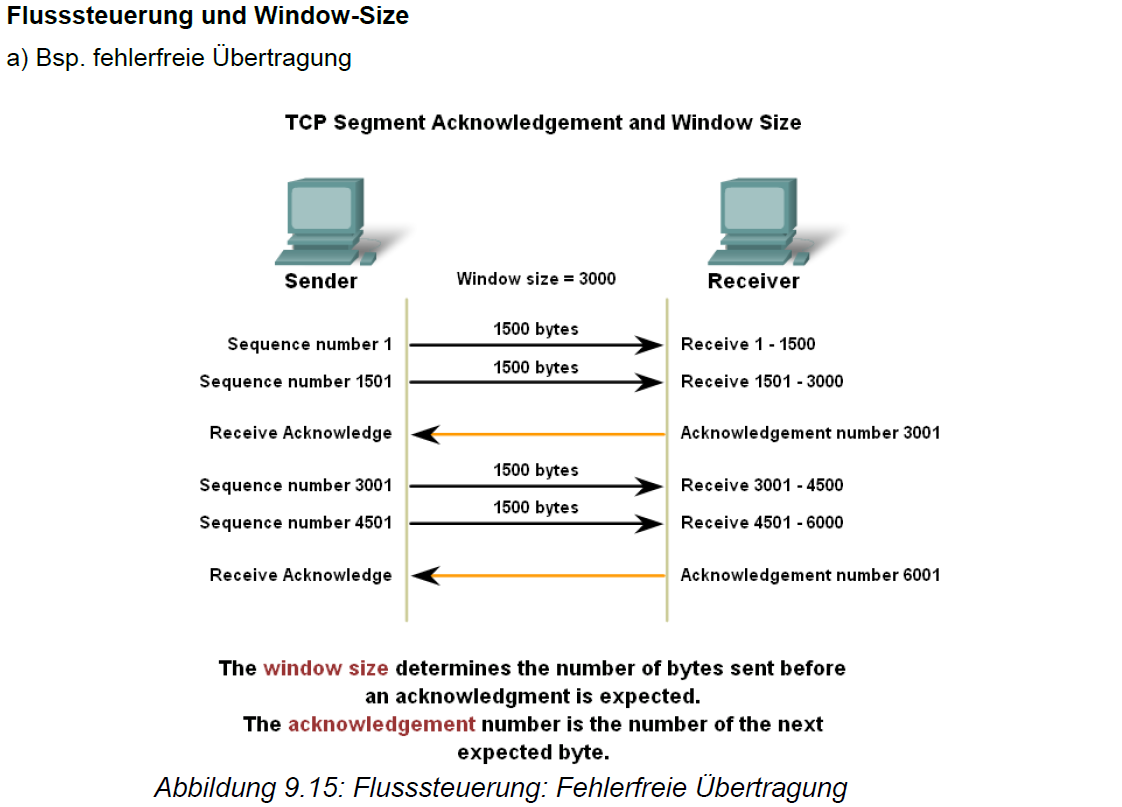 Flusssteuerung und Window-Size
a) Bsp. fehlerfreie Übertragung
TCP Segment Acknowledgement and Window Size
Sender
Window size = 3000
Receiver
Sequence number 1
1500 bytes
Receive 1 - 1500
Sequence number 1501
1500 bytes
Receive 1501 - 3000
Receive Acknowledge
Acknowledgement number 3001
Sequence number 3001
1500 bytes
Receive 3001 - 4500
Sequence number 4501
1500 bytes
Receive 4501 - 6000
Receive Acknowledge
Acknowledgement number 6001
The window size determines the number of bytes sent before
an acknowledgment is expected.
The acknowledgement number is the number of the next
expected byte.
Abbildung 9.15: Flusssteuerung: Fehlerfreie Übertragung